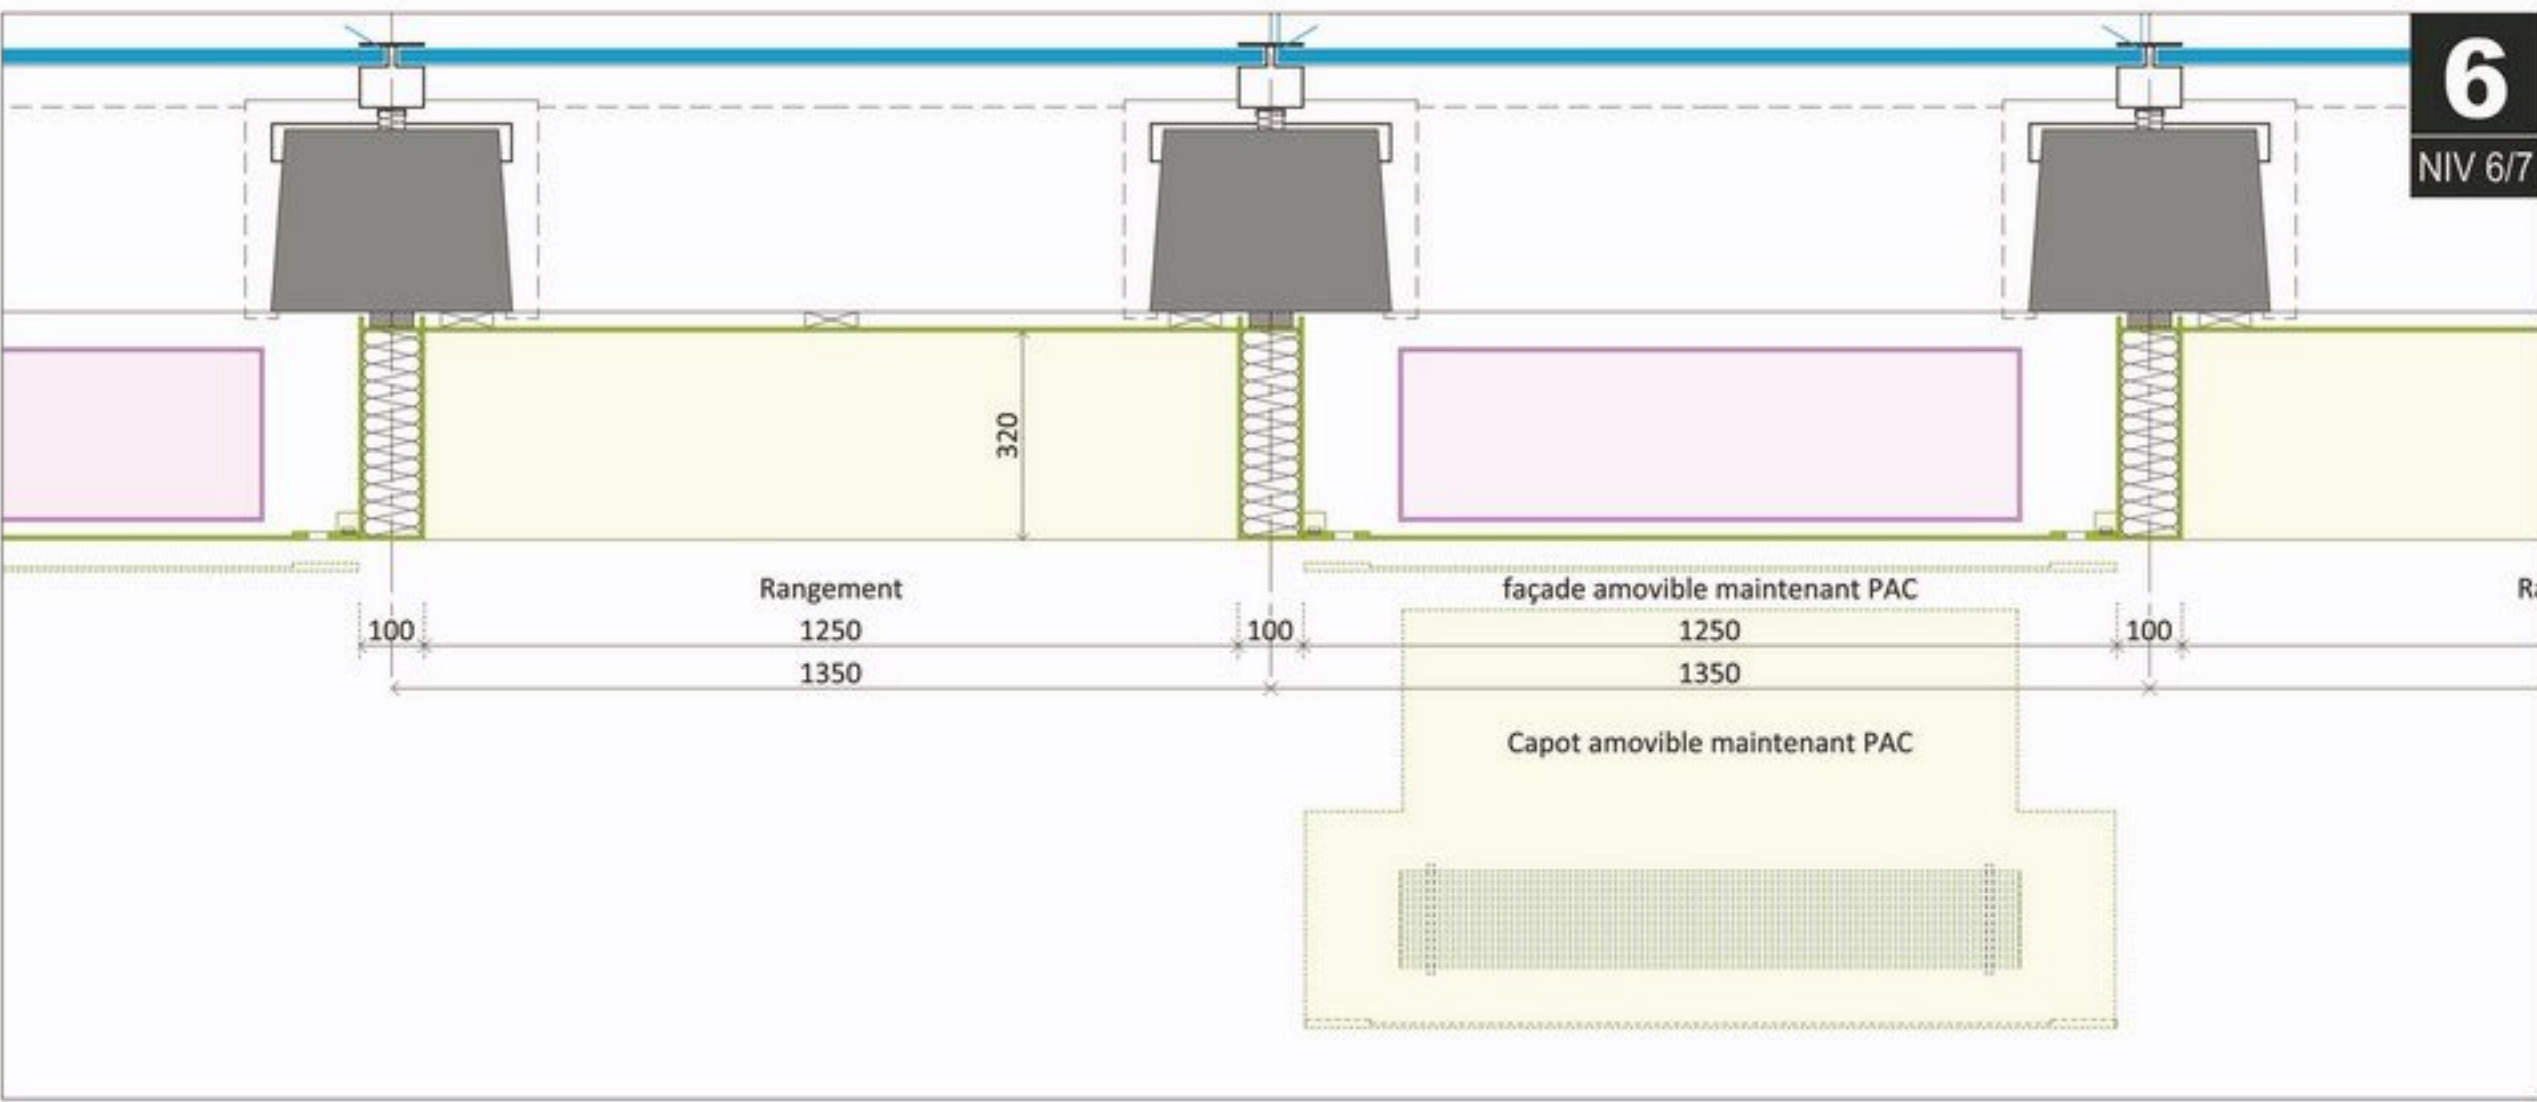 6
NIV 6/7
320
Rangement
façade amovible maintenant PAC
100
1250
100
1250
100
1350
1350
Capot amovible maintenant PAC